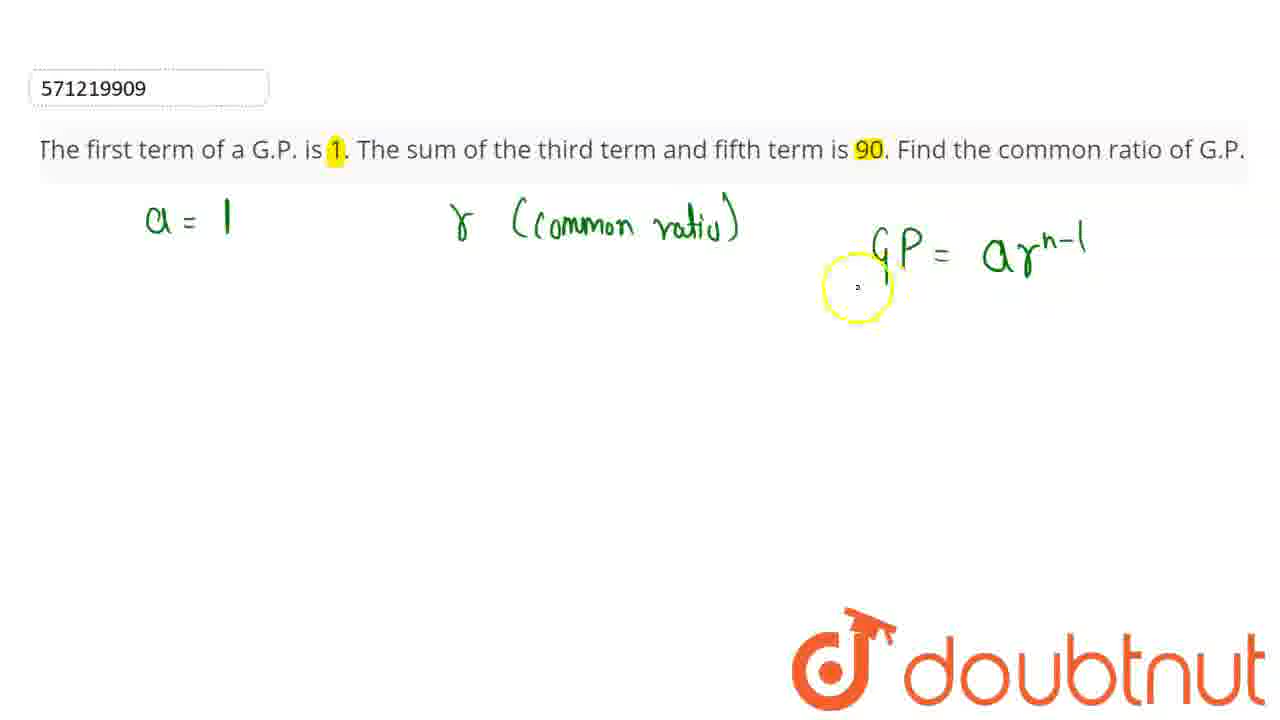 571219909
The first term of a G.P. is 1. The sum of the third term and fifth term is 90. Find the common ratio of G.P.
a = 1 r (common ratio)
GP = ar^{n-1}
doubtnut